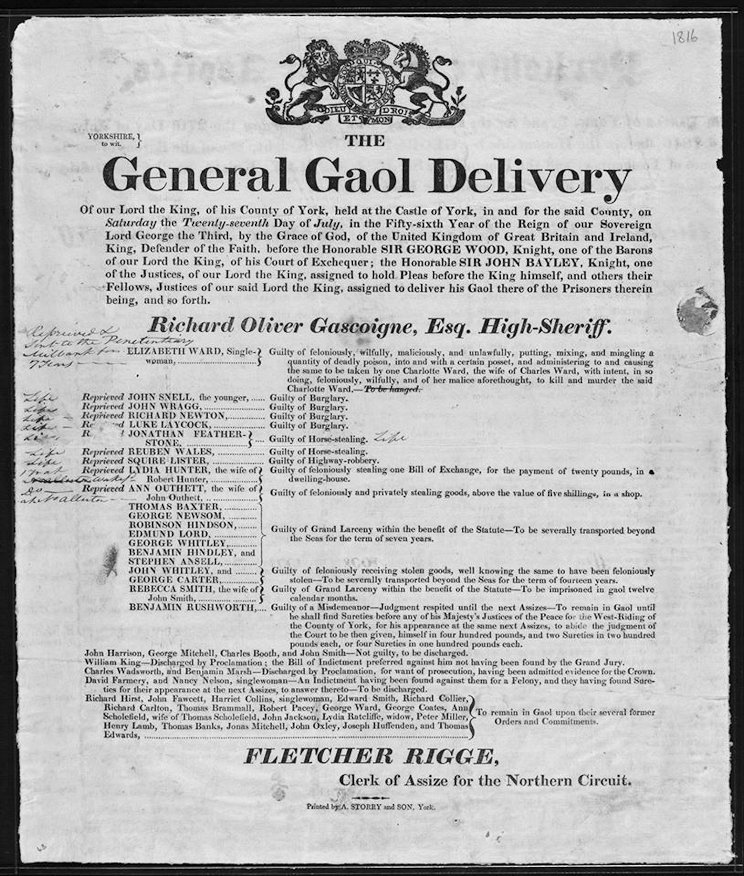 1816
DIEU ET MON DROIT
YORKSHIRE, }
to wit. }
THE
General Gaol Delivery
Of our Lord the King, of his County of York, held at the Castle of York, in and for the said County, on
Saturday the Twenty-seventh Day of July, in the Fifty-sixth Year of the Reign of our Sovereign
Lord George the Third, by the Grace of God, of the United Kingdom of Great Britain and Ireland,
King, Defender of the Faith, before the Honorable SIR GEORGE WOOD, Knight, one of the Barons
of our Lord the King, of his Court of Exchequer; the Honorable SIR JOHN BAYLEY, Knight, one
of the Justices, of our Lord the King, assigned to hold Pleas before the King himself, and others their
Fellows, Justices of our said Lord the King, assigned to deliver his Gaol there of the Prisoners therein
being, and so forth.
Richard Oliver Gascoigne, Esq. High-Sheriff.
Reprieved &
Sent to the Penetentiary
Millbank for
7 Years
ELIZABETH WARD, Single- } Guilty of feloniously, wilfully, maliciously, and unlawfully, putting, mixing, and mingling a
woman, quantity of deadly poison, into and with a certain posset, and administering to and causing
the same to be taken by one Charlotte Ward, the wife of Charles Ward, with intent, in so
doing, feloniously, wilfully, and of her malice aforethought, to kill and murder the said
Charlotte Ward.—To be hanged.
Life Reprieved JOHN SNELL, the younger, ..... Guilty of Burglary.
Life Reprieved JOHN WRAGG, ..... Guilty of Burglary.
Life Reprieved RICHARD NEWTON, ..... Guilty of Burglary.
Life Reprieved LUKE LAYCOCK, ..... Guilty of Burglary.
Life JONATHAN FEATHER- } .... Guilty of Horse-stealing. Life
STONE, .....
Life Reprieved REUBEN WALES, ..... Guilty of Horse-stealing.
Life Reprieved SQUIRE LISTER, ..... Guilty of Highway-robbery.
Reprieved LYDIA HUNTER, the wife of } Guilty of feloniously stealing one Bill of Exchange, for the payment of twenty pounds, in a
Robert Hunter, ..... dwelling-house.
Do Reprieved ANN OUTHETT, the wife of } Guilty of feloniously and privately stealing goods, above the value of five shillings, in a shop.
John Outhett, .....
THOMAS BAXTER, .....
GEORGE NEWSOM, .....
ROBINSON HINDSON, .....
EDMUND LORD, ..... Guilty of Grand Larceny within the benefit of the Statute—To be severally transported beyond
GEORGE WHITLEY, ..... the Seas for the term of seven years.
BENJAMIN HINDLEY, and
STEPHEN ANSELL, .....
JOHN WHITLEY, and ..... } Guilty of feloniously receiving stolen goods, well knowing the same to have been feloniously
GEORGE CARTER, ..... stolen—To be severally transported beyond the Seas for the term of fourteen years.
REBECCA SMITH, the wife of } Guilty of Grand Larceny within the benefit of the Statute—To be imprisoned in gaol twelve
John Smith, ..... calendar months.
BENJAMIN RUSHWORTH, .... Guilty of a Misdemeanor—Judgment respited until the next Assizes—To remain in Gaol until
he shall find Sureties before any of his Majesty's Justices of the Peace for the West-Riding of
the County of York, for his appearance at the same next Assizes, to abide the judgment of
the Court to be then given, himself in four hundred pounds, and two Sureties in two hundred
pounds each, or four Sureties in one hundred pounds each.
John Harrison, George Mitchell, Charles Booth, and John Smith—Not guilty, to be discharged.
William King—Discharged by Proclamation; the Bill of Indictment preferred against him not having been found by the Grand Jury.
Charles Wadsworth, and Benjamin Marsh—Discharged by Proclamation, for want of prosecution, having been admitted evidence for the Crown.
David Farmery, and Nancy Nelson, singlewoman—An Indictment having been found against them for a Felony, and they having found Sure-
ties for their appearance at the next Assizes, to answer thereto—To be discharged.
Richard Hirst, John Fawcett, Harriet Collins, singlewoman, Edward Smith, Richard Collier,
Richard Carlton, Thomas Brammall, Robert Pacey, George Ward, George Coates, Ann
Scholefield, wife of Thomas Scholefield, John Jackson, Lydia Ratcliffe, widow, Peter Miller, } To remain in Gaol upon their several former
Henry Lamb, Thomas Banks, Jonas Mitchell, John Oxley, Joseph Huffenden, and Thomas Orders and Commitments.
Edwards, .....
FLETCHER RIGGE,
Clerk of Assize for the Northern Circuit.
Printed by A. STORRY and SON, York.